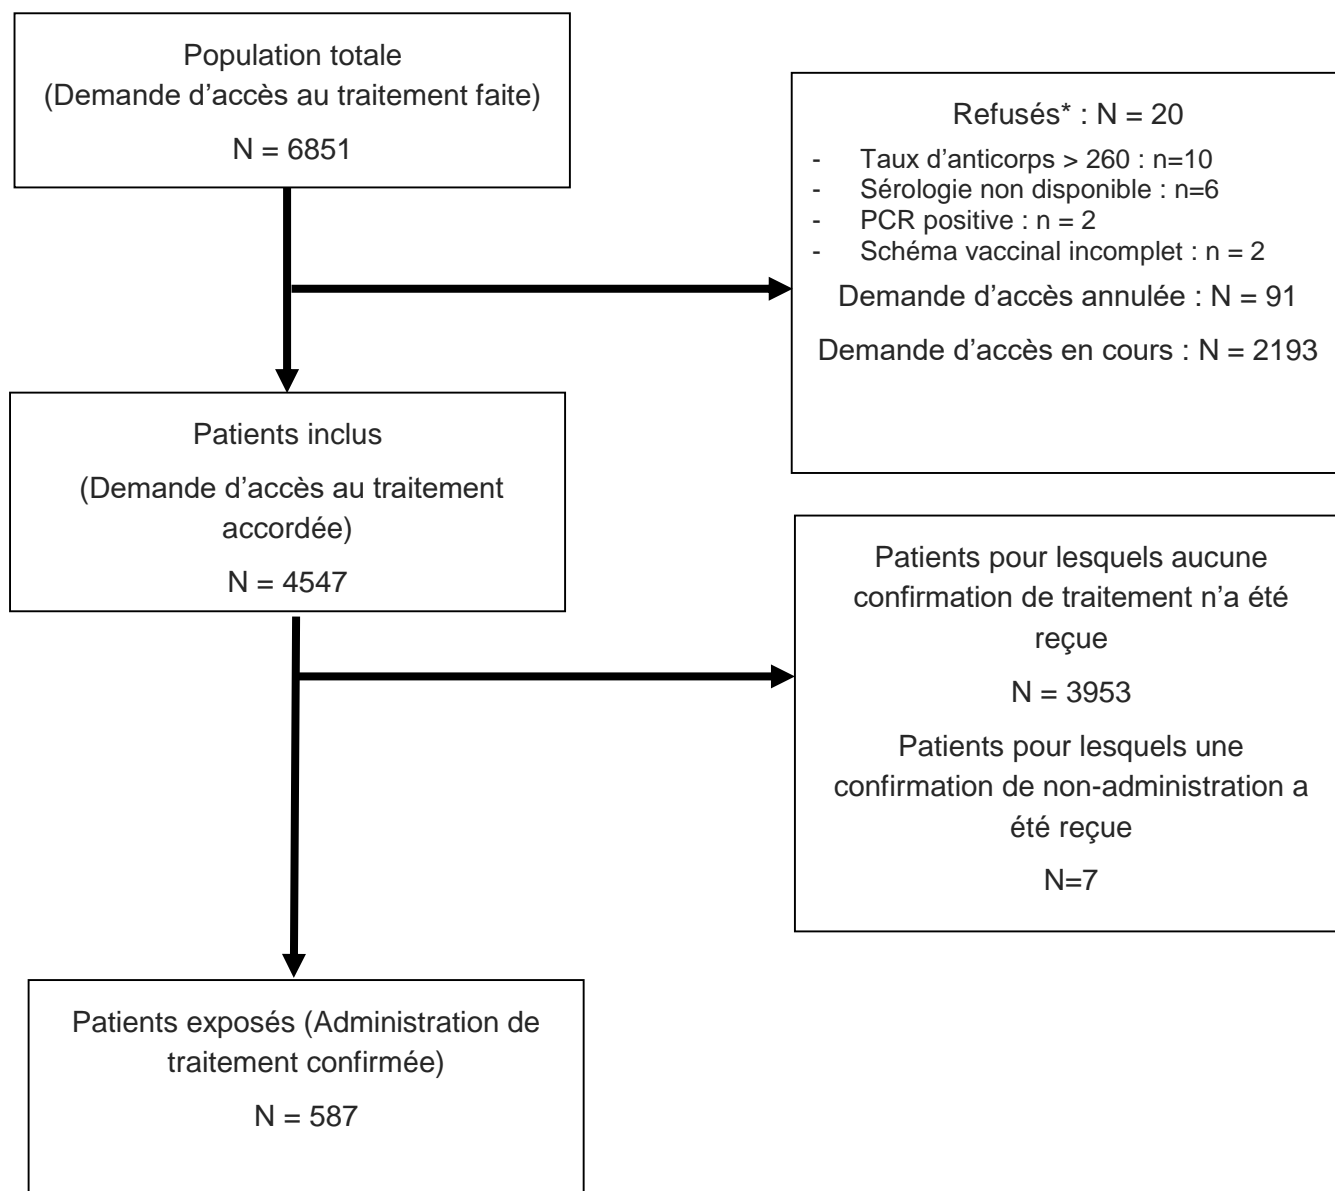 Population totale
(Demande d'accès au traitement faite)
N = 6851
Refusés* : N = 20
- Taux d'anticorps > 260 : n=10
- Sérologie non disponible : n=6
- PCR positive : n = 2
- Schéma vaccinal incomplet : n = 2
Demande d'accès annulée : N = 91
Demande d'accès en cours : N = 2193
Patients inclus
(Demande d'accès au traitement
accordée)
N = 4547
Patients pour lesquels aucune
confirmation de traitement n'a été
reçue
N = 3953
Patients pour lesquels une
confirmation de non-administration a
été reçue
N=7
Patients exposés (Administration de
traitement confirmée)
N = 587